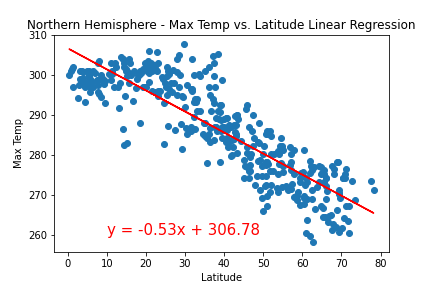 Northern Hemisphere - Max Temp vs. Latitude Linear Regression
310
300
290
280
270
260
Max Temp
y = -0.53x + 306.78
0 10 20 30 40 50 60 70 80
Latitude